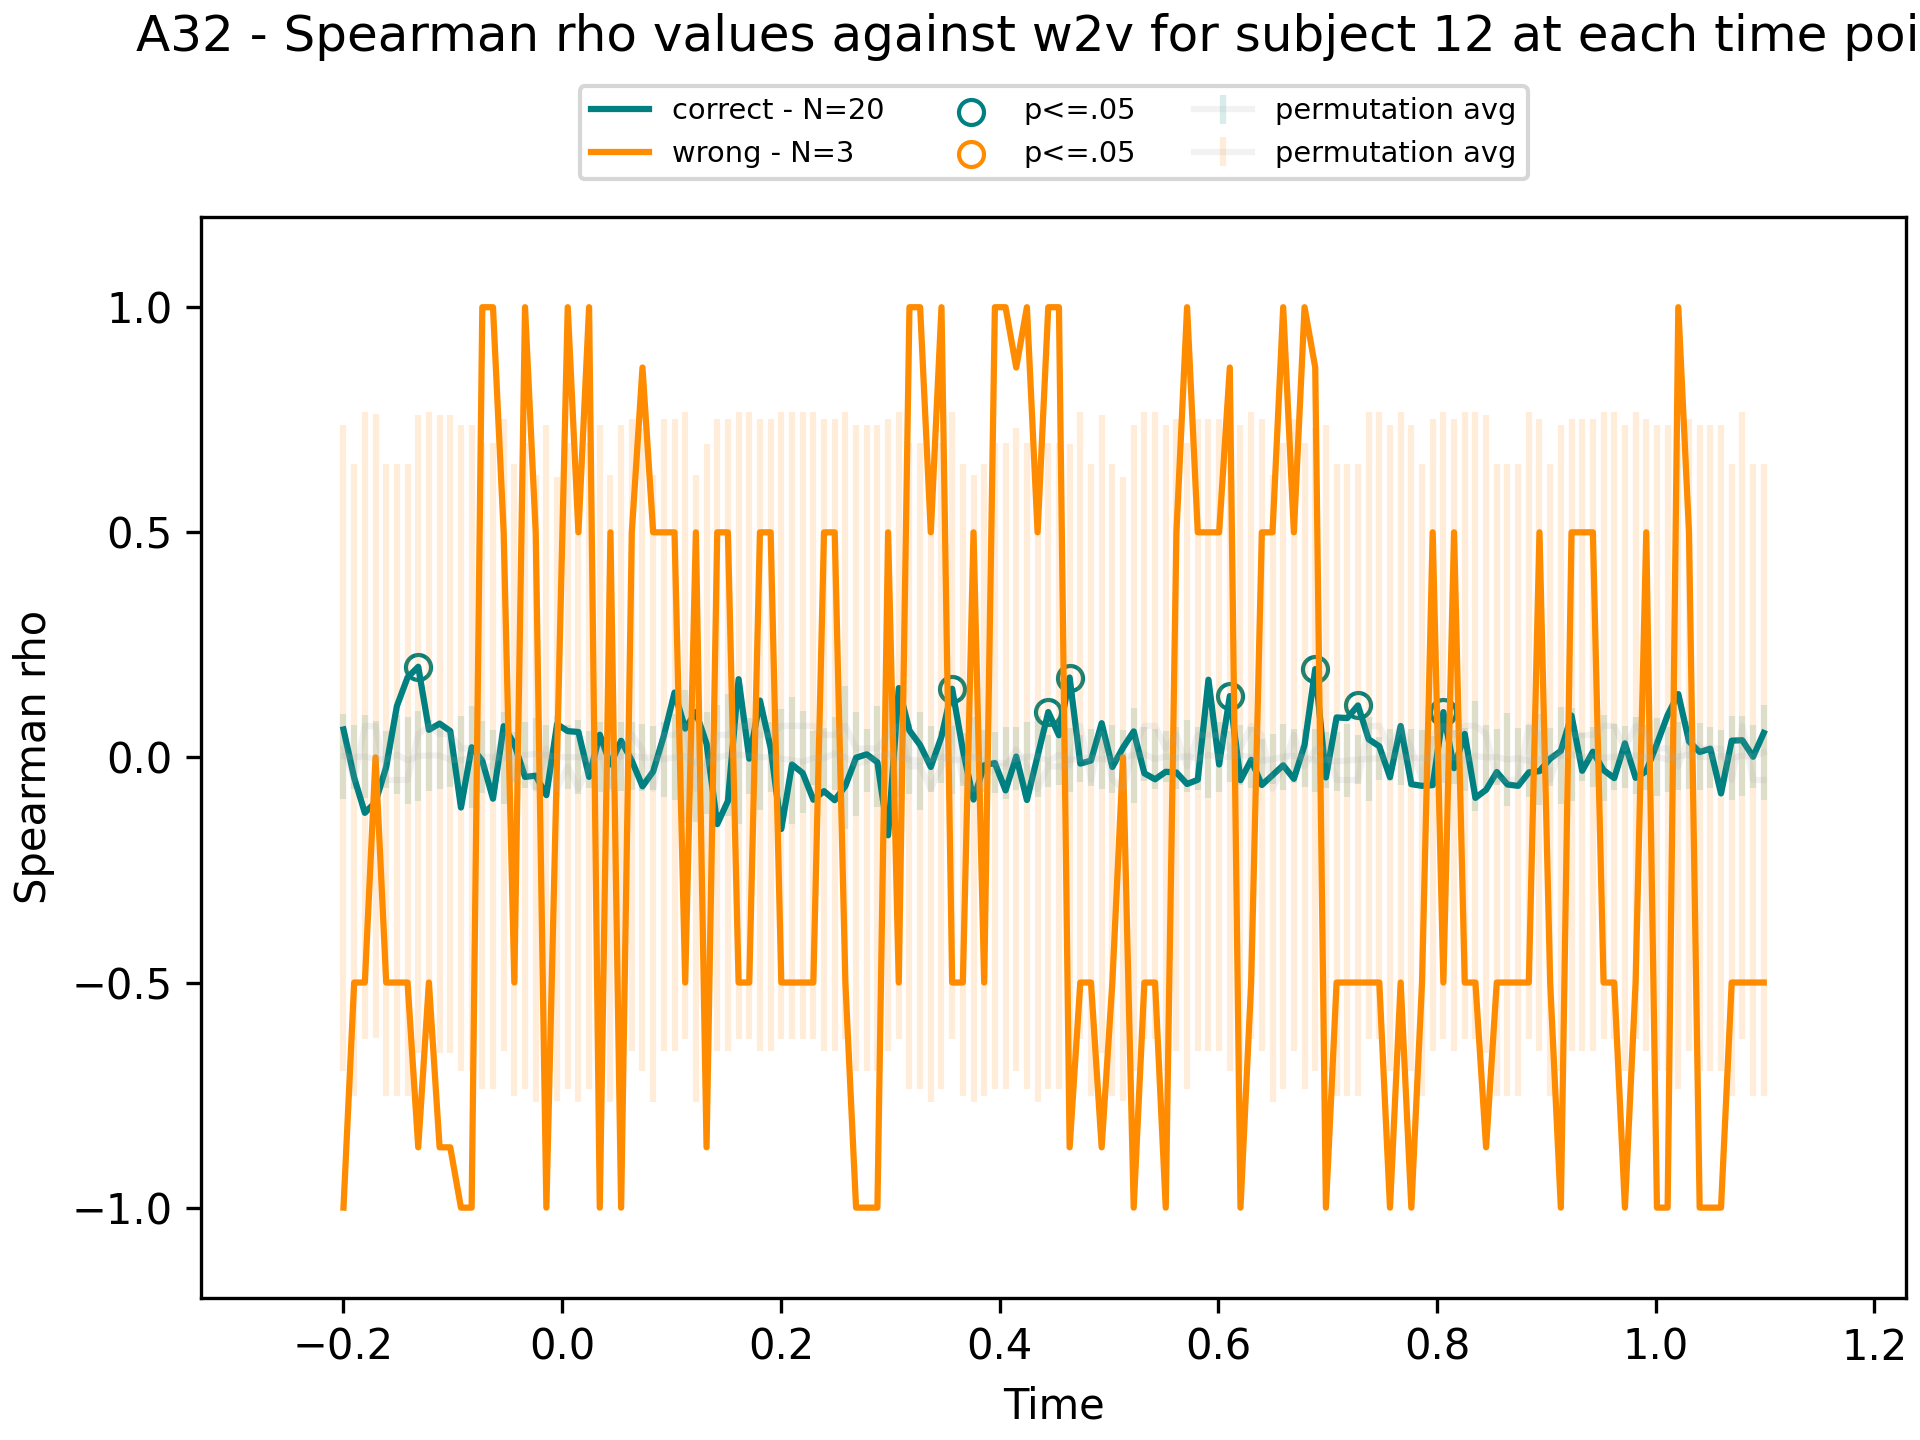 A32 - Spearman rho values against w2v for subject 12 at each time poi
correct - N=20 p<=.05 permutation avg
wrong - N=3 p<=.05 permutation avg
1.0
0.5
0.0
−0.5
−1.0
Spearman rho
−0.2 0.0 0.2 0.4 0.6 0.8 1.0 1.2
Time